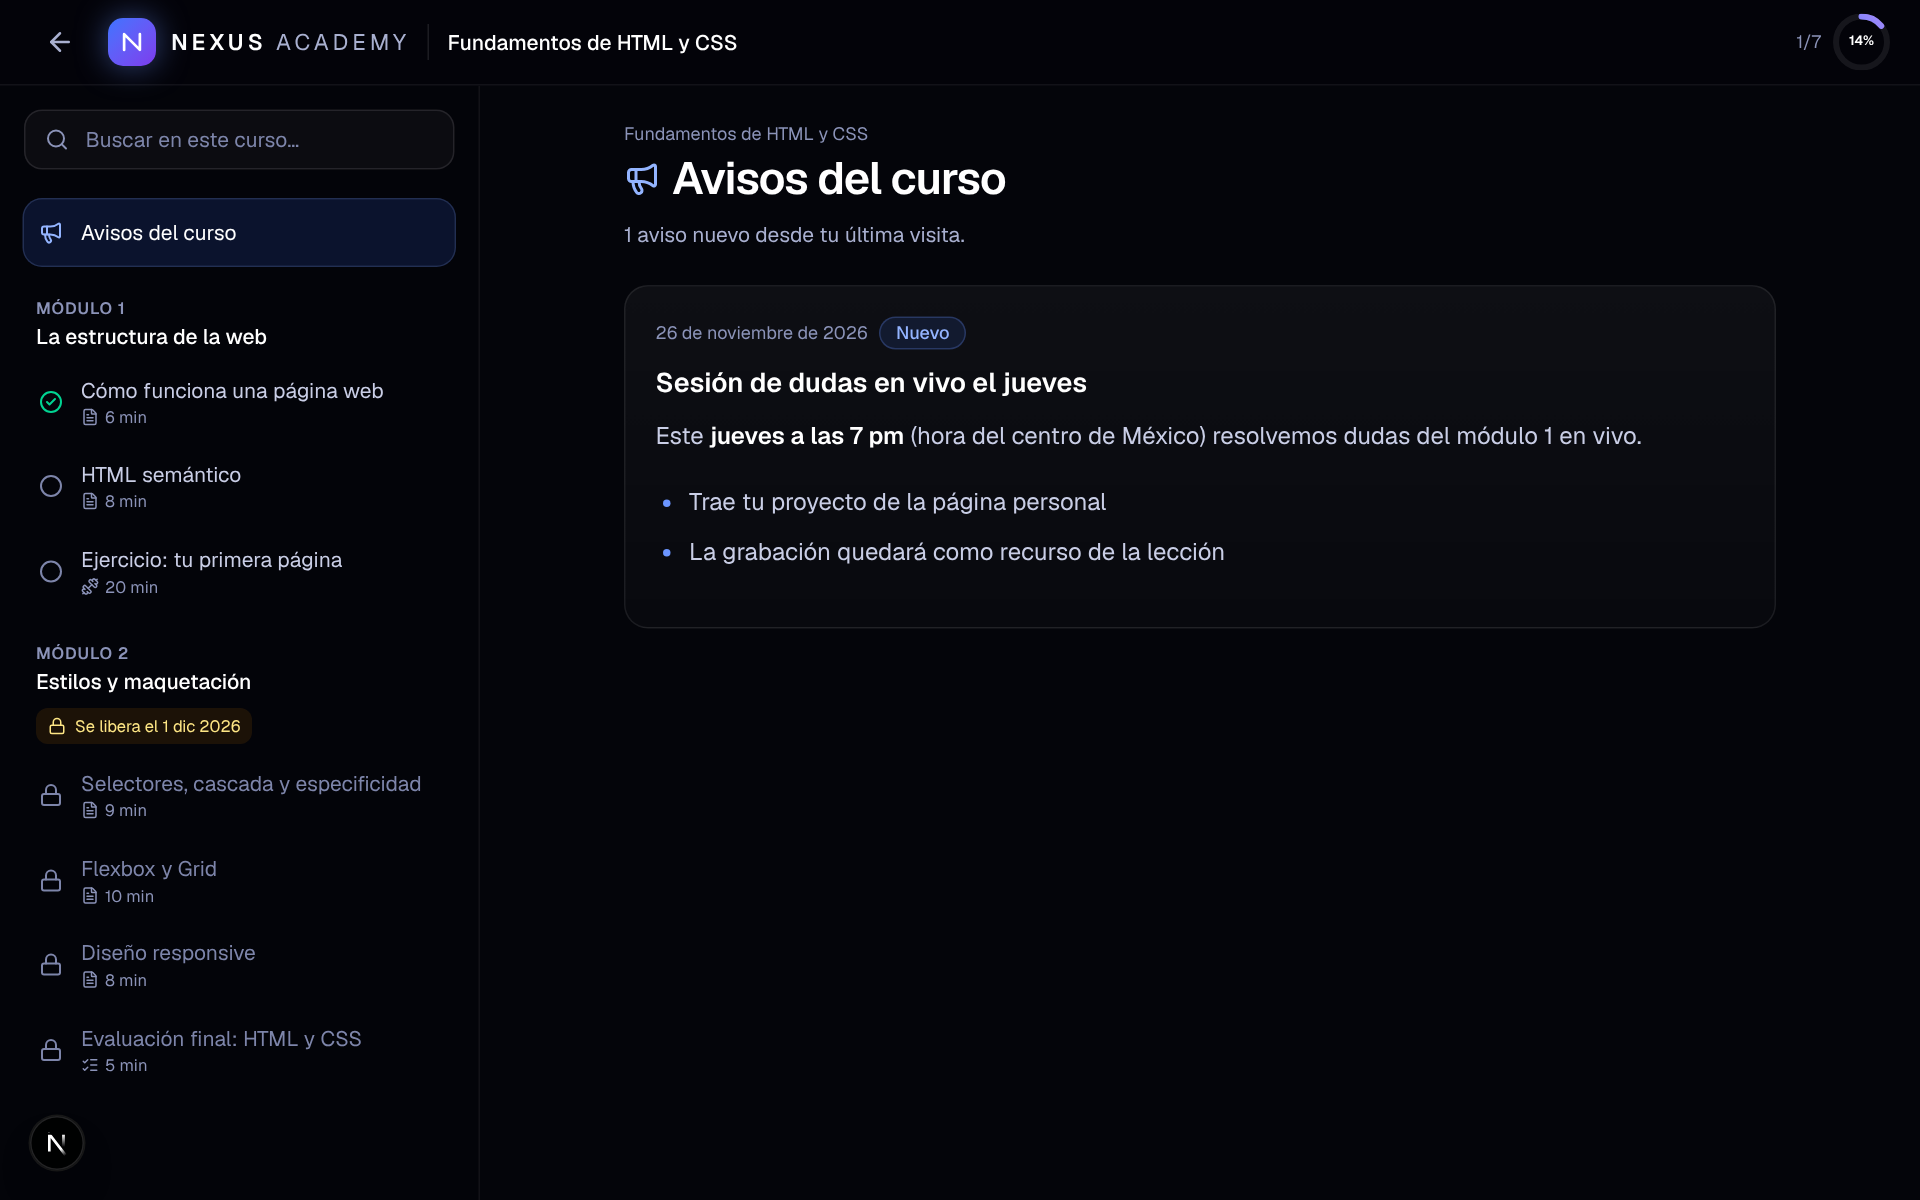 N NEXUS ACADEMY
Fundamentos de HTML y CSS
1/7
14%
Buscar en este curso...
Avisos del curso
MÓDULO 1
La estructura de la web
Cómo funciona una página web
6 min
HTML semántico
8 min
Ejercicio: tu primera página
20 min
MÓDULO 2
Estilos y maquetación
Se libera el 1 dic 2026
Selectores, cascada y especificidad
9 min
Flexbox y Grid
10 min
Diseño responsive
8 min
Evaluación final: HTML y CSS
5 min
N
Fundamentos de HTML y CSS
Avisos del curso
1 aviso nuevo desde tu última visita.
26 de noviembre de 2026 Nuevo
Sesión de dudas en vivo el jueves
Este jueves a las 7 pm (hora del centro de México) resolvemos dudas del módulo 1 en vivo.
• Trae tu proyecto de la página personal
• La grabación quedará como recurso de la lección